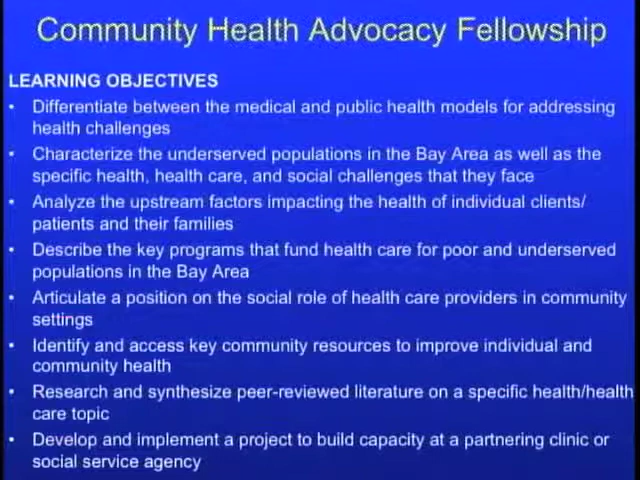 Community Health Advocacy Fellowship
LEARNING OBJECTIVES
• Differentiate between the medical and public health models for addressing
health challenges
• Characterize the underserved populations in the Bay Area as well as the
specific health, health care, and social challenges that they face
• Analyze the upstream factors impacting the health of individual clients/
patients and their families
• Describe the key programs that fund health care for poor and underserved
populations in the Bay Area
• Articulate a position on the social role of health care providers in community
settings
• Identify and access key community resources to improve individual and
community health
• Research and synthesize peer-reviewed literature on a specific health/health
care topic
• Develop and implement a project to build capacity at a partnering clinic or
social service agency